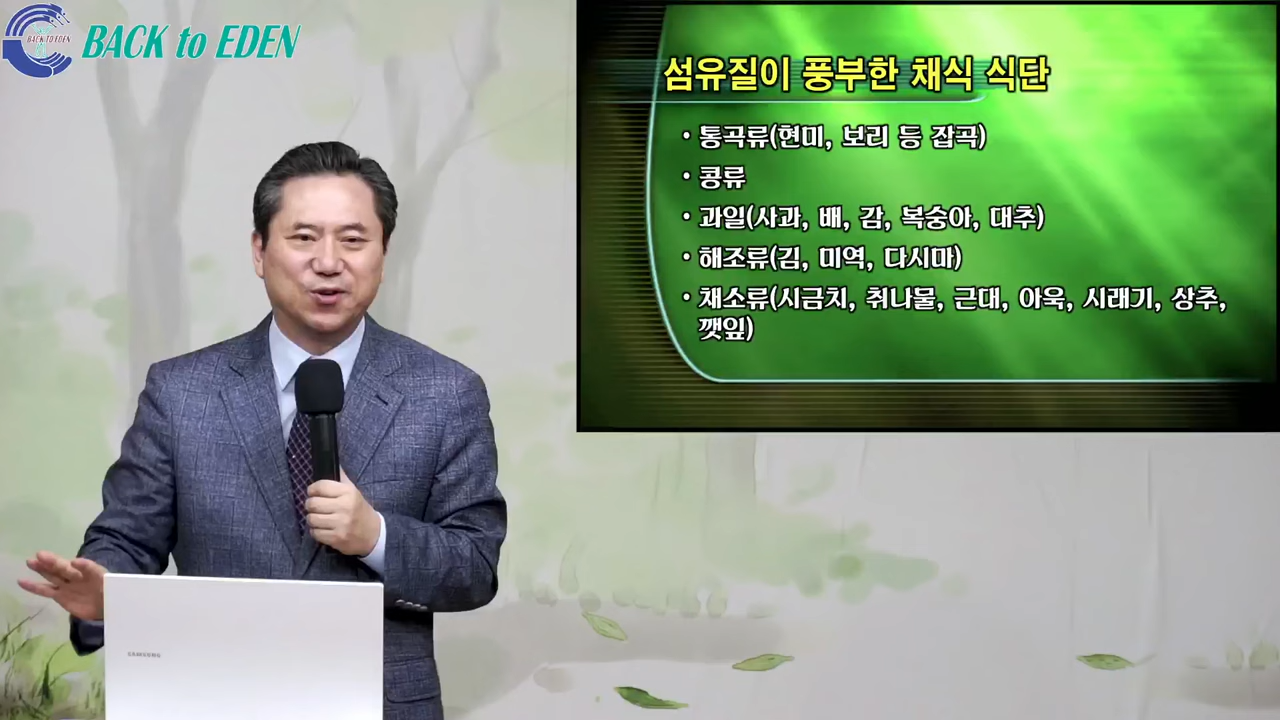 BACK TO EDEN
BACK to EDEN
섬유질이 풍부한 채식 식단
• 통곡류(현미, 보리 등 잡곡)
• 콩류
• 과일(사과, 배, 감, 복숭아, 대추)
• 해조류(김, 미역, 다시마)
• 채소류(시금치, 취나물, 근대, 아욱, 시래기, 상추,
깻잎)
SAMSUNG